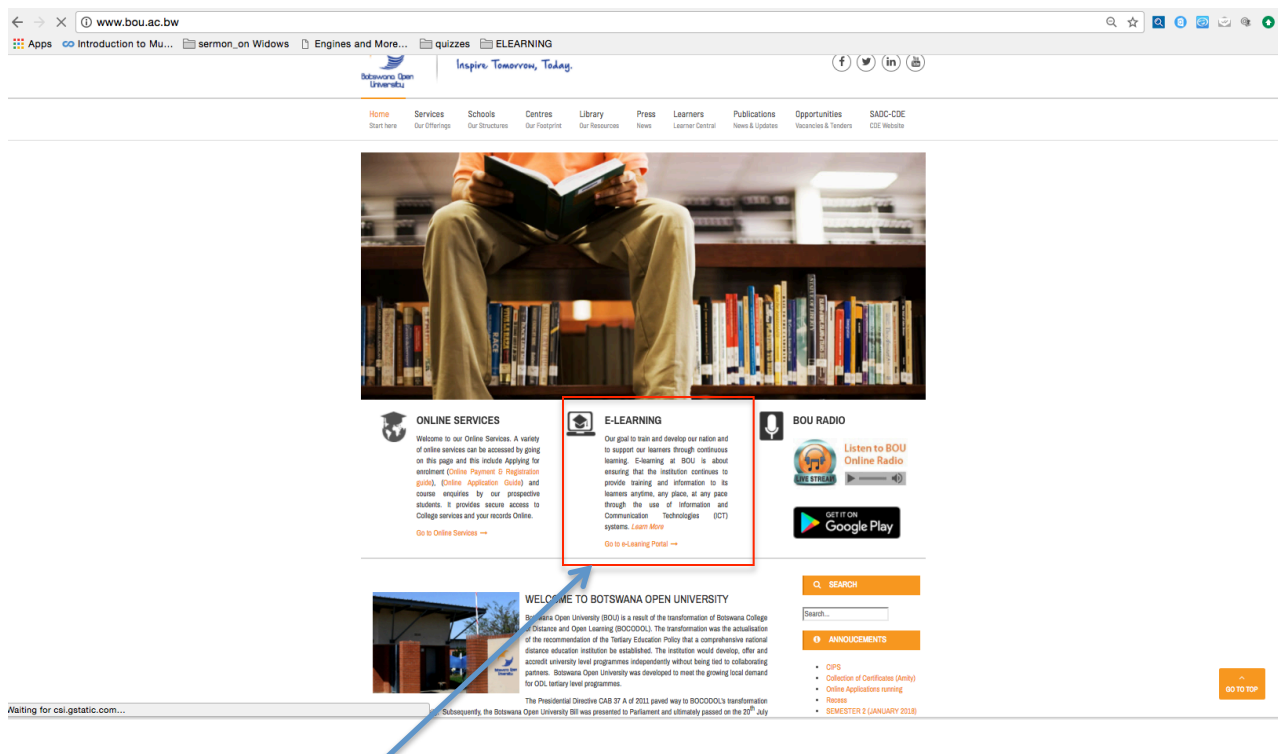 www.bou.ac.bw
Apps Introduction to Mu... sermon_on Widows Engines and More... quizzes ELEARNING
Botswana Open
University
Inspire Tomorrow, Today.
Home Services Schools Centres Library Press Learners Publications Opportunities SADC-CDE
Start here Our Offerings Our Structures Our Footprint Our Resources News Learner Central News & Updates Vacancies & Tenders CDE Website
RACE
ONLINE SERVICES
Welcome to our Online Services. A variety
of online services can be accessed by going
on this page and this include Applying for
enrolment (Online Payment & Registration
guide), (Online Application Guide) and
course enquiries by our prospective
students. It provides secure access to
College services and your records Online.
Go to Online Services →
E-LEARNING
Our goal to train and develop our nation and
to support our learners through continuous
learning. E-learning at BOU is about
ensuring that the institution continues to
provide training and information to its
learners anytime, any place, at any pace
through the use of Information and
Communication Technologies (ICT)
systems. Learn More
Go to e-Leaning Portal →
BOU RADIO
Listen to BOU
Online Radio
LIVE STREAM
GET IT ON
Google Play
WELCOME TO BOTSWANA OPEN UNIVERSITY
Botswana Open University (BOU) is a result of the transformation of Botswana College
of Distance and Open Learning (BOCODOL). The transformation was the actualisation
of the recommendation of the Tertiary Education Policy that a comprehensive national
distance education institution be established. The institution would develop, offer and
accredit university level programmes independently without being tied to collaborating
partners. Botswana Open University was developed to meet the growing local demand
for ODL tertiary level programmes.
The Presidential Directive CAB 37 A of 2011 paved way to BOCODOL's transformation
Subsequently, the Botswana Open University Bill was presented to Parliament and ultimately passed on the 20th July
SEARCH
Search...
ANNOUCEMENTS
• CIPS
• Collection of Certificates (Amity)
• Online Applications running
• Recess
• SEMESTER 2 (JANUARY 2018)
GO TO TOP
Waiting for csi.gstatic.com...